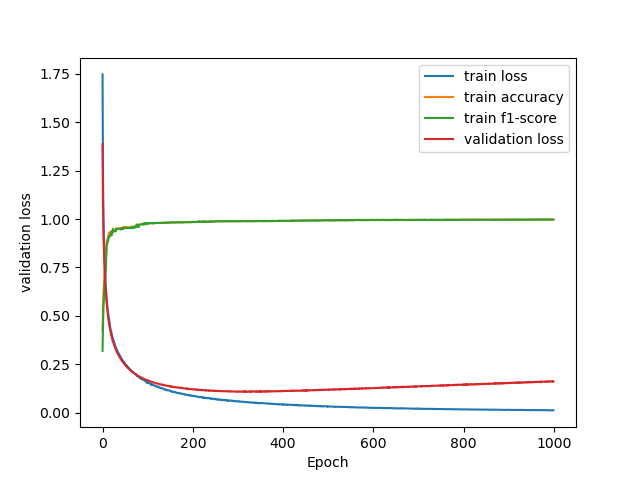 train loss
train accuracy
train f1-score
validation loss
1.75
1.50
1.25
1.00
0.75
0.50
0.25
0.00
validation loss
0
200
400
600
800
1000
Epoch